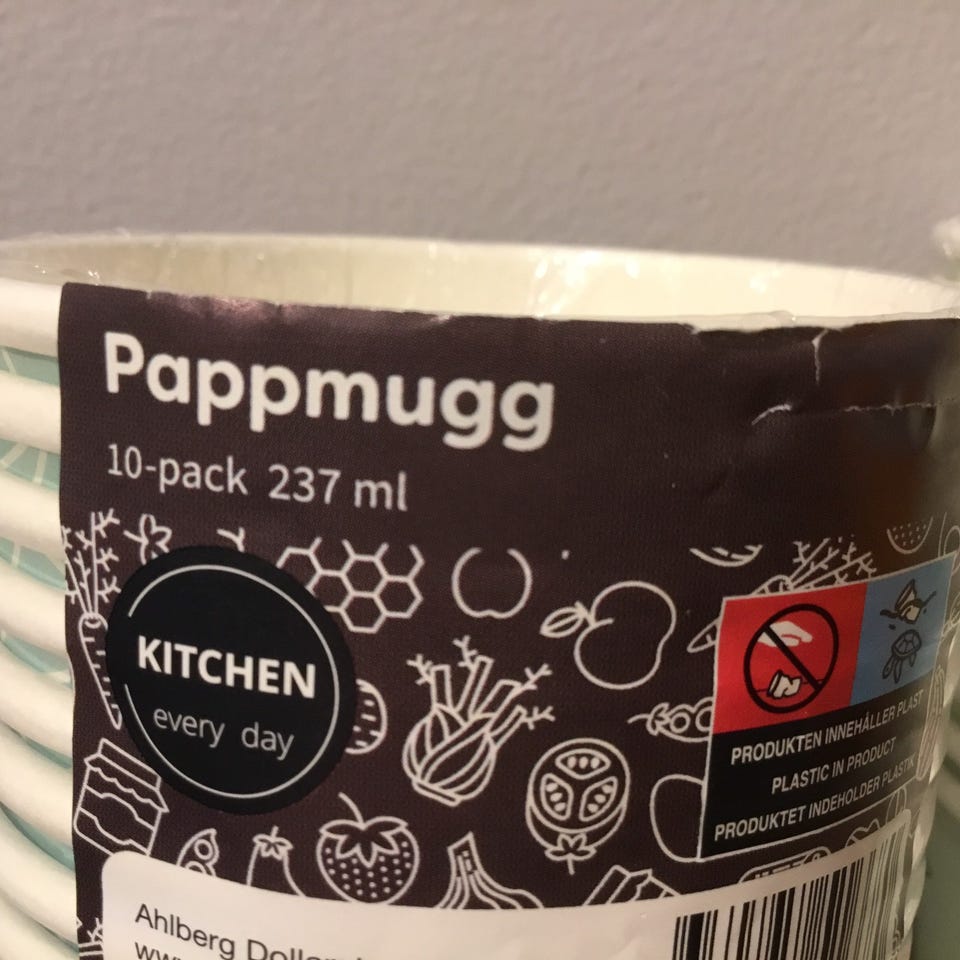 Pappmugg
10-pack 237 ml
KITCHEN
every day
PRODUKTEN INNEHÅLLER PLAST
PLASTIC IN PRODUCT
PRODUKTET INDEHOLDER PLASTIK
Ahlberg